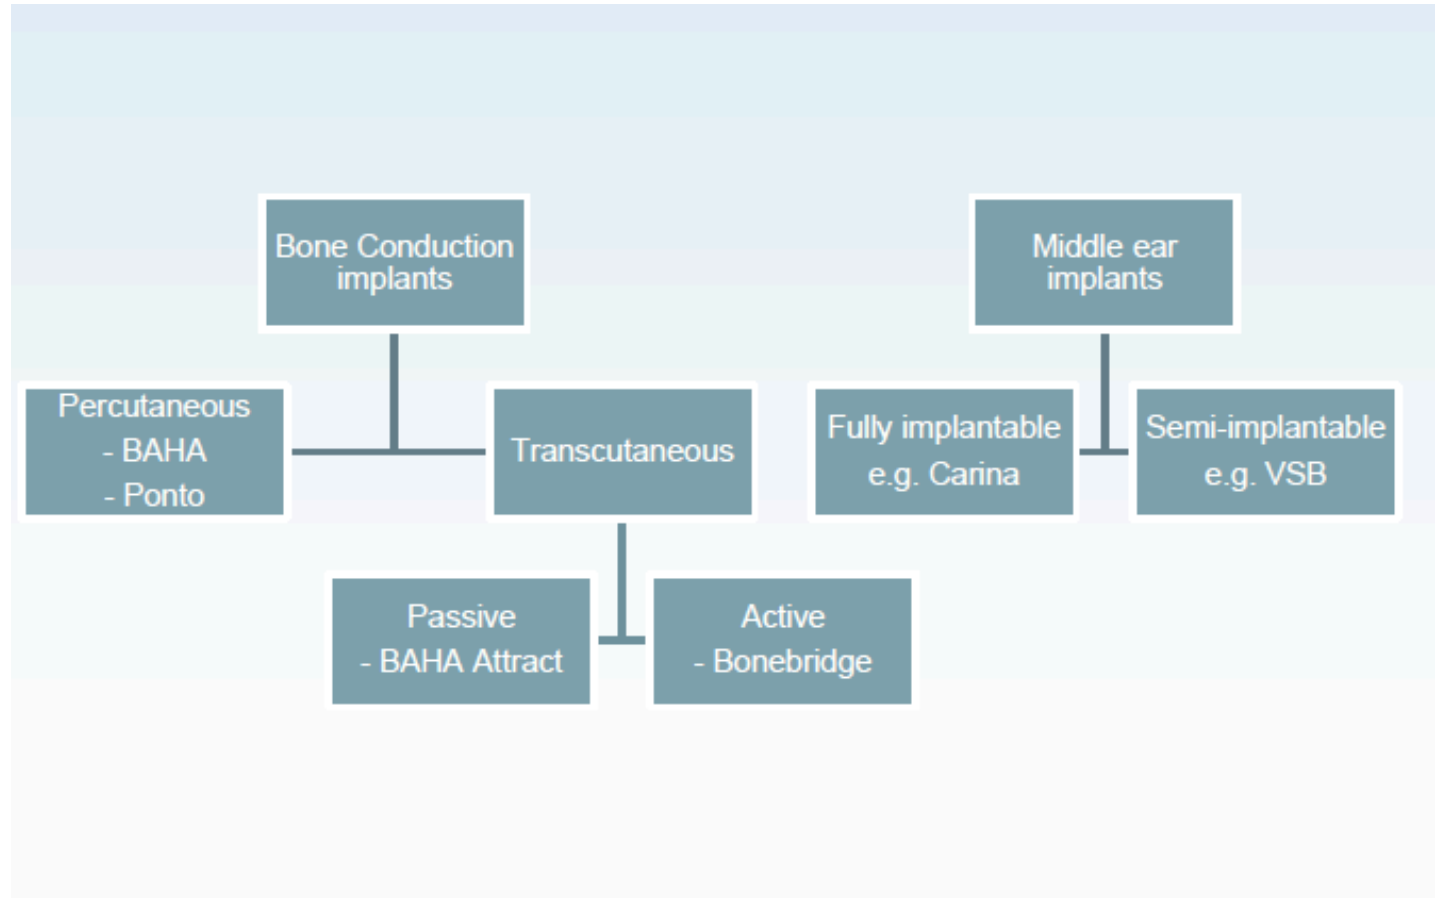 Bone Conduction
implants
Middle ear
implants
Percutaneous
- BAHA
- Ponto
Transcutaneous
Fully implantable
e.g. Carina
Semi-implantable
e.g. VSB
Passive
- BAHA Attract
Active
- Bonebridge